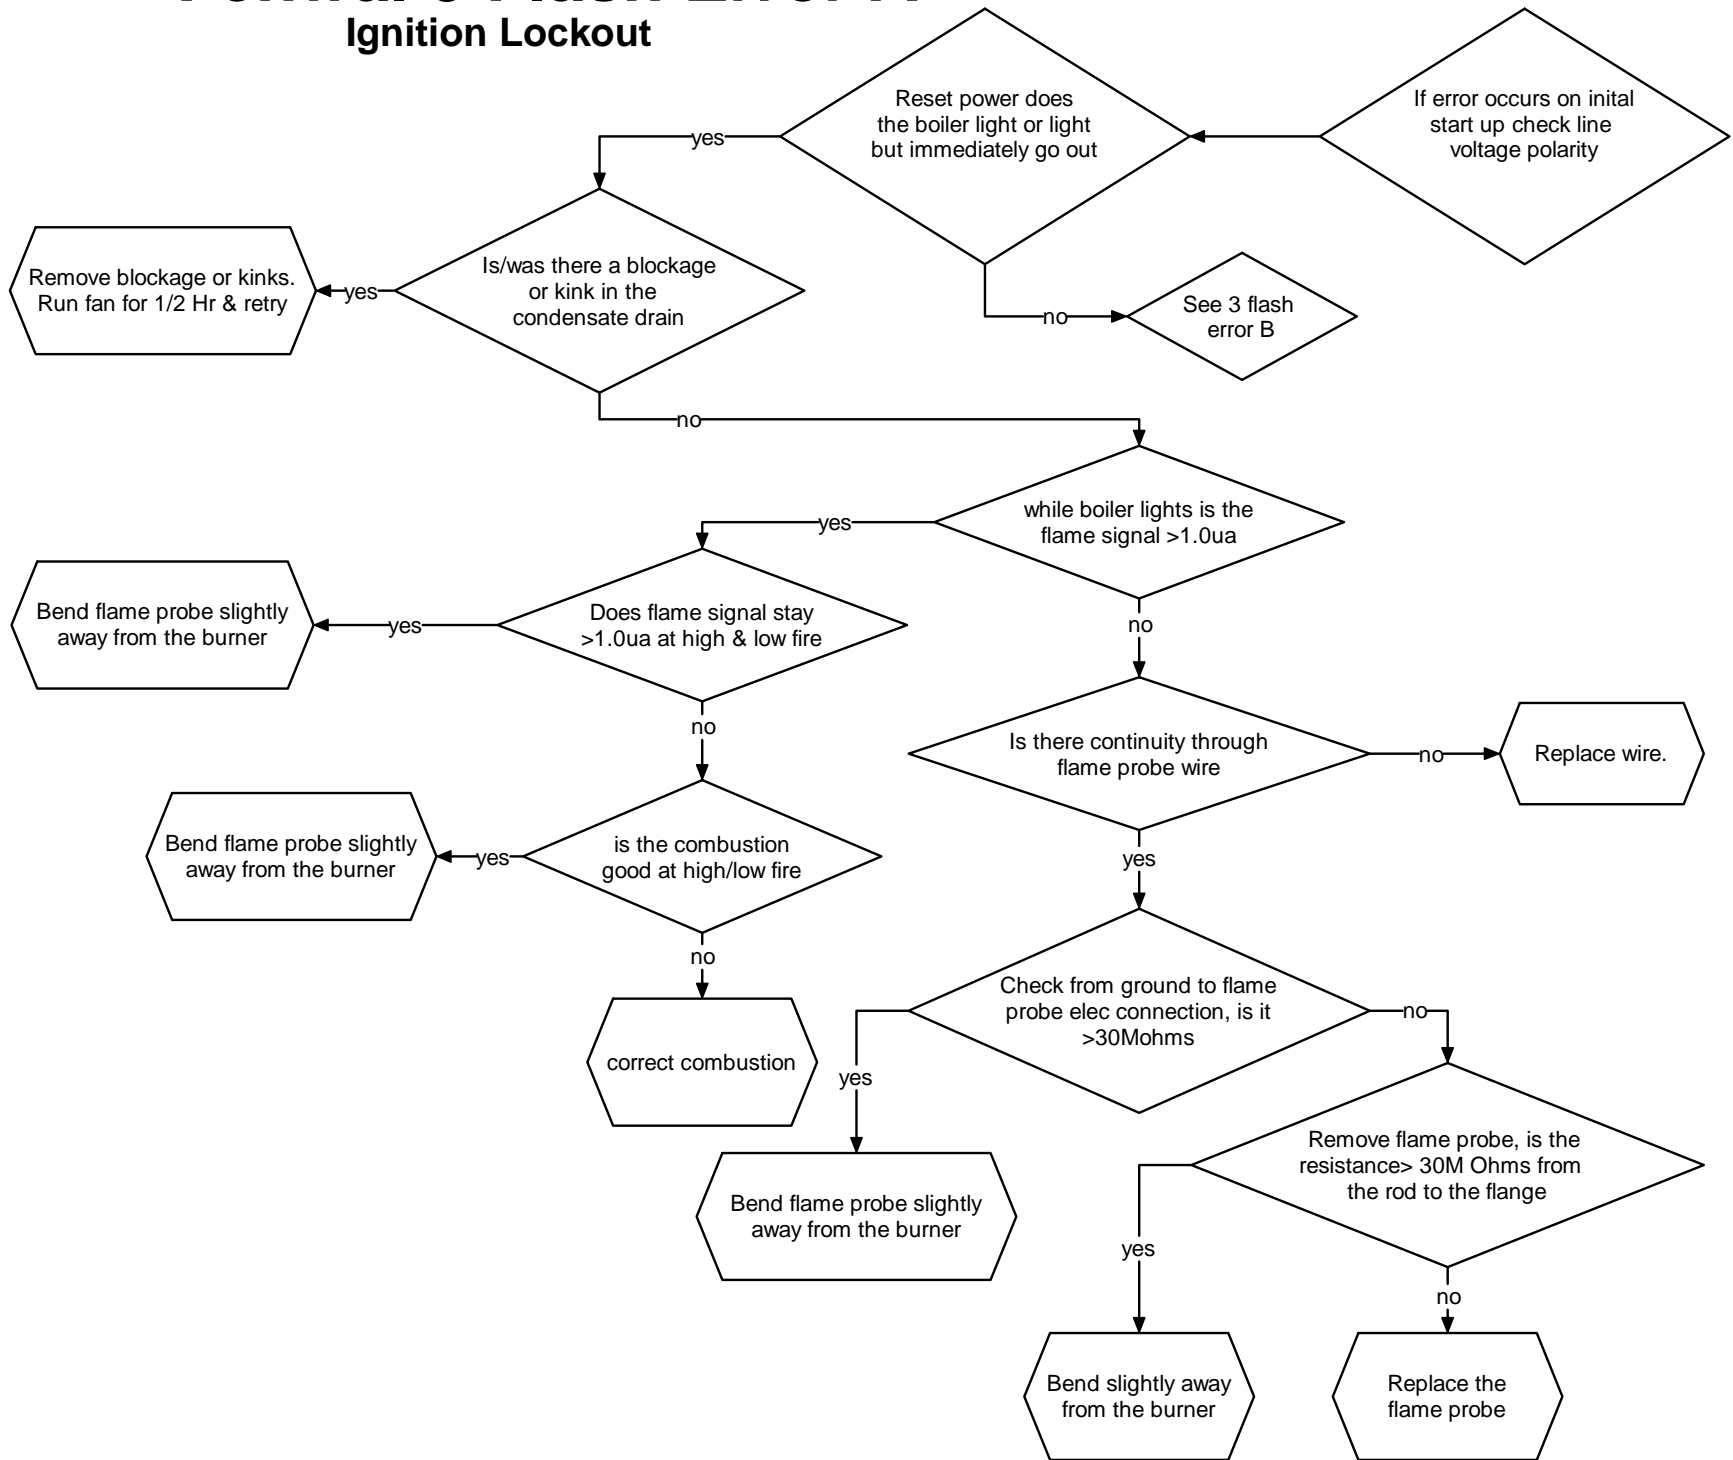 Ignition Lockout
If error occurs on inital
start up check line
voltage polarity
Reset power does
the boiler light or light
but immediately go out
yes
no
See 3 flash
error B
Is/was there a blockage
or kink in the
condensate drain
yes
Remove blockage or kinks.
Run fan for 1/2 Hr & retry
no
while boiler lights is the
flame signal >1.0ua
yes
Does flame signal stay
>1.0ua at high & low fire
yes
Bend flame probe slightly
away from the burner
no
is the combustion
good at high/low fire
yes
Bend flame probe slightly
away from the burner
no
correct combustion
no
Is there continuity through
flame probe wire
no
Replace wire.
yes
Check from ground to flame
probe elec connection, is it
>30Mohms
yes
Bend flame probe slightly
away from the burner
no
Remove flame probe, is the
resistance> 30M Ohms from
the rod to the flange
yes
Bend slightly away
from the burner
no
Replace the
flame probe